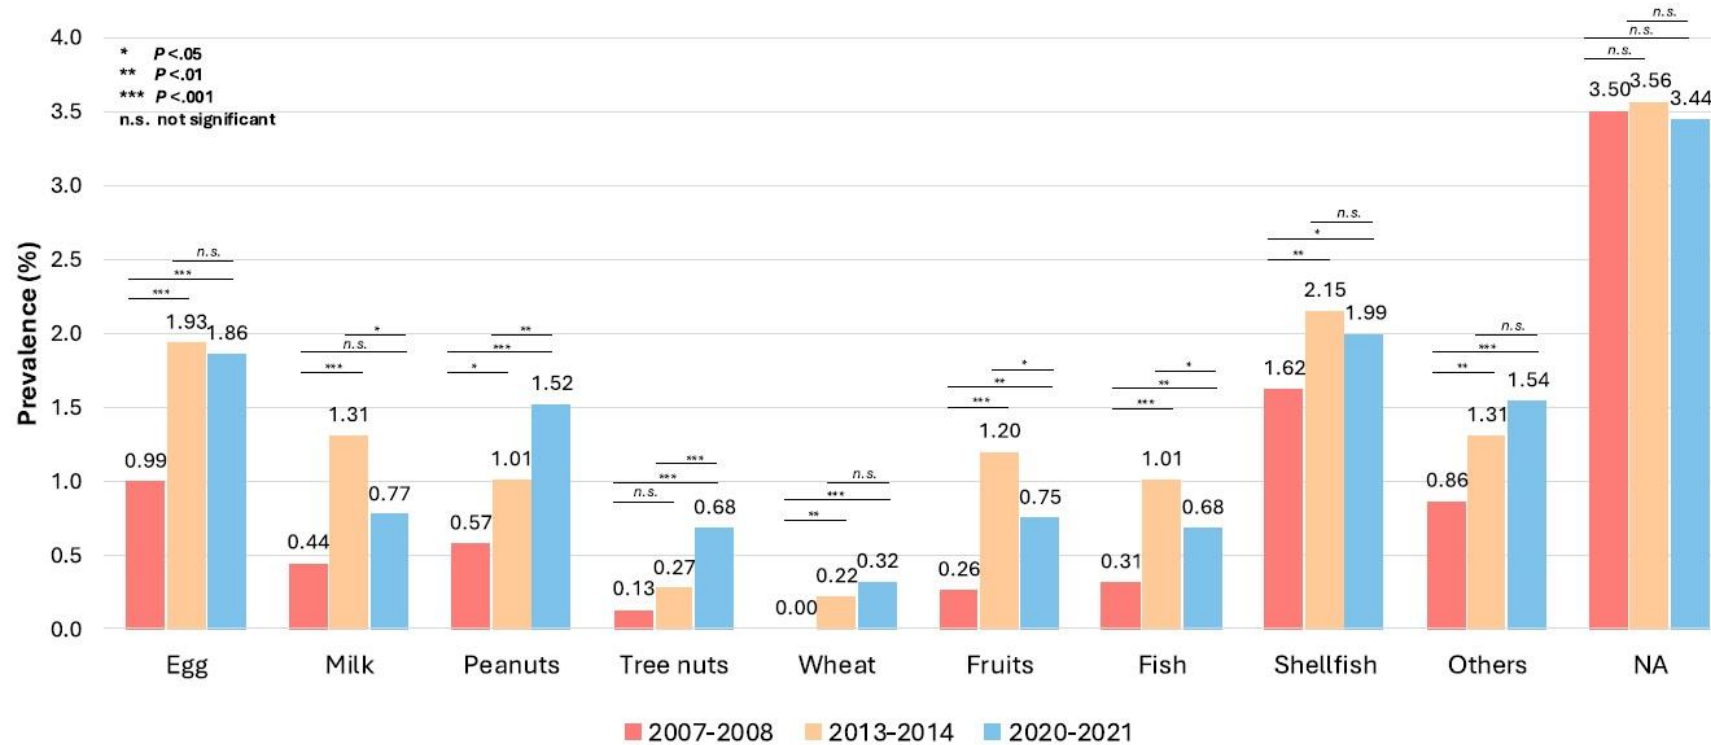 4.0
3.5
3.0
2.5
2.0
1.5
1.0
0.5
0.0
Prevalence (%)
* P <.05
** P <.01
*** P <.001
n.s. not significant
n.s.
***
***
0.99
1.93
1.86
Egg
*
n.s.
***
0.44
1.31
0.77
Milk
**
***
*
0.57
1.01
1.52
Peanuts
***
***
n.s.
0.13
0.27
0.68
Tree nuts
n.s.
***
**
0.00
0.22
0.32
Wheat
*
**
***
0.26
1.20
0.75
Fruits
*
**
***
0.31
1.01
0.68
Fish
n.s.
*
**
1.62
2.15
1.99
Shellfish
n.s.
***
**
0.86
1.31
1.54
Others
n.s.
n.s.
n.s.
3.50
3.56
3.44
NA
2007-2008
2013-2014
2020-2021